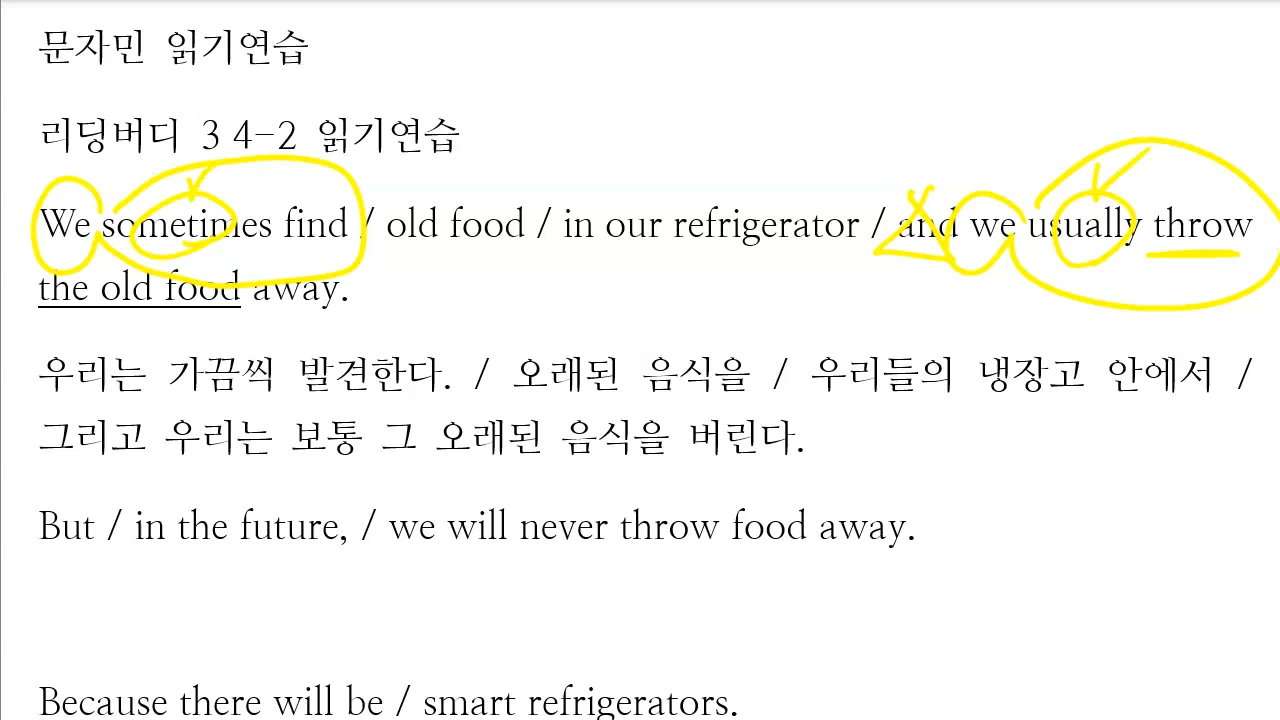 문자민 읽기연습
리딩버디 3 4-2 읽기연습
We sometimes find / old food / in our refrigerator / and we usually throw
the old food away.
우리는 가끔씩 발견한다. / 오래된 음식을 / 우리들의 냉장고 안에서 /
그리고 우리는 보통 그 오래된 음식을 버린다.
But / in the future, / we will never throw food away.
Because there will be / smart refrigerators.